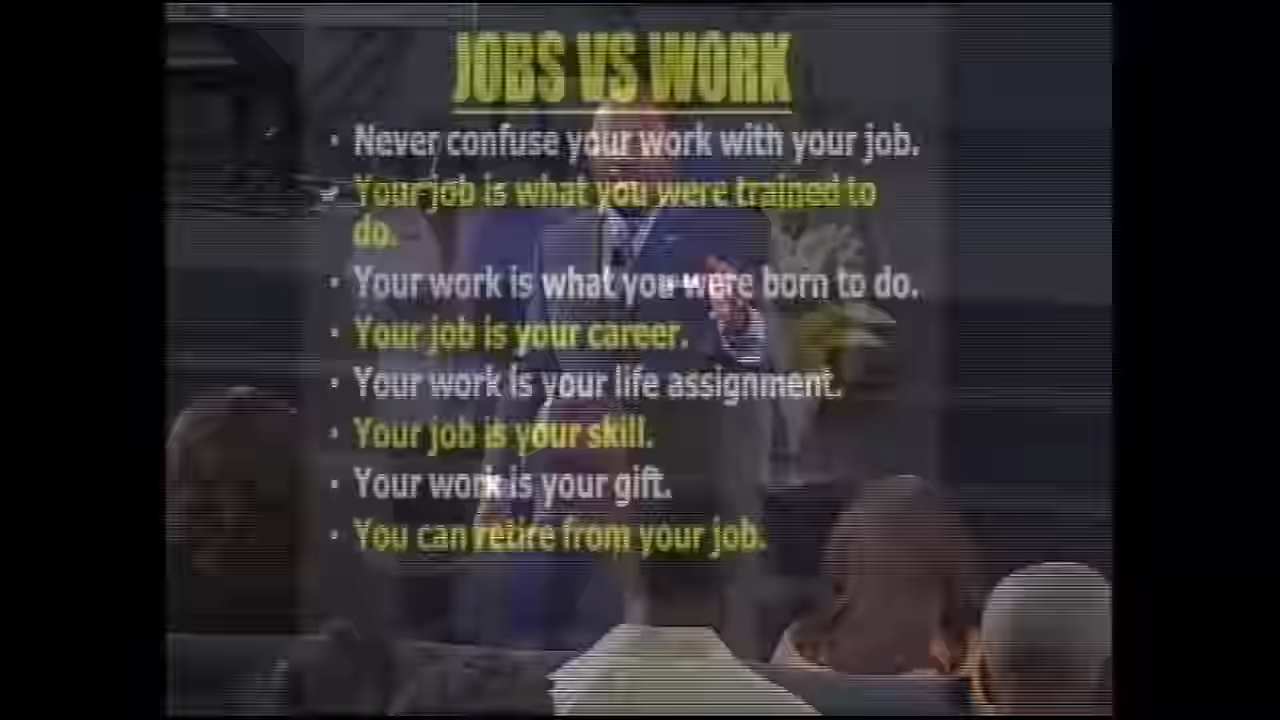 JOBS VS WORK
• Never confuse your work with your job.
• Your job is what you were trained to
do.
• Your work is what you were born to do.
• Your job is your career.
• Your work is your life assignment.
• Your job is your skill.
• Your work is your gift.
• You can retire from your job.